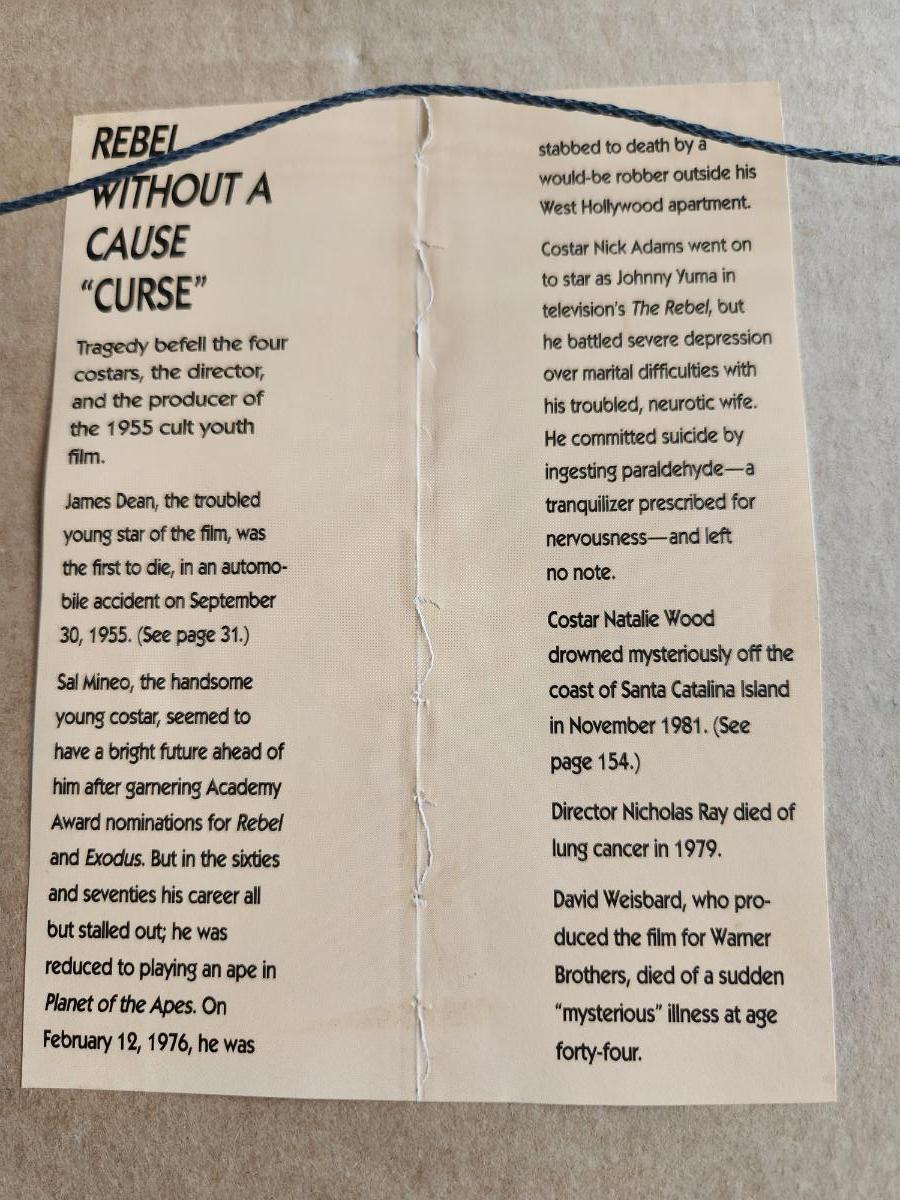 REBEL
WITHOUT A
CAUSE
“CURSE”
Tragedy befell the four
costars, the director,
and the producer of
the 1955 cult youth
film.
James Dean, the troubled
young star of the film, was
the first to die, in an automo-
bile accident on September
30, 1955. (See page 31.)
Sal Mineo, the handsome
young costar, seemed to
have a bright future ahead of
him after garnering Academy
Award nominations for Rebel
and Exodus. But in the sixties
and seventies his career all
but stalled out; he was
reduced to playing an ape in
Planet of the Apes. On
February 12, 1976, he was
stabbed to death by a
would-be robber outside his
West Hollywood apartment.
Costar Nick Adams went on
to star as Johnny Yuma in
television’s The Rebel, but
he battled severe depression
over marital difficulties with
his troubled, neurotic wife.
He committed suicide by
ingesting paraldehyde—a
tranquilizer prescribed for
nervousness—and left
no note.
Costar Natalie Wood
drowned mysteriously off the
coast of Santa Catalina Island
in November 1981. (See
page 154.)
Director Nicholas Ray died of
lung cancer in 1979.
David Weisbard, who pro-
duced the film for Warner
Brothers, died of a sudden
“mysterious” illness at age
forty-four.